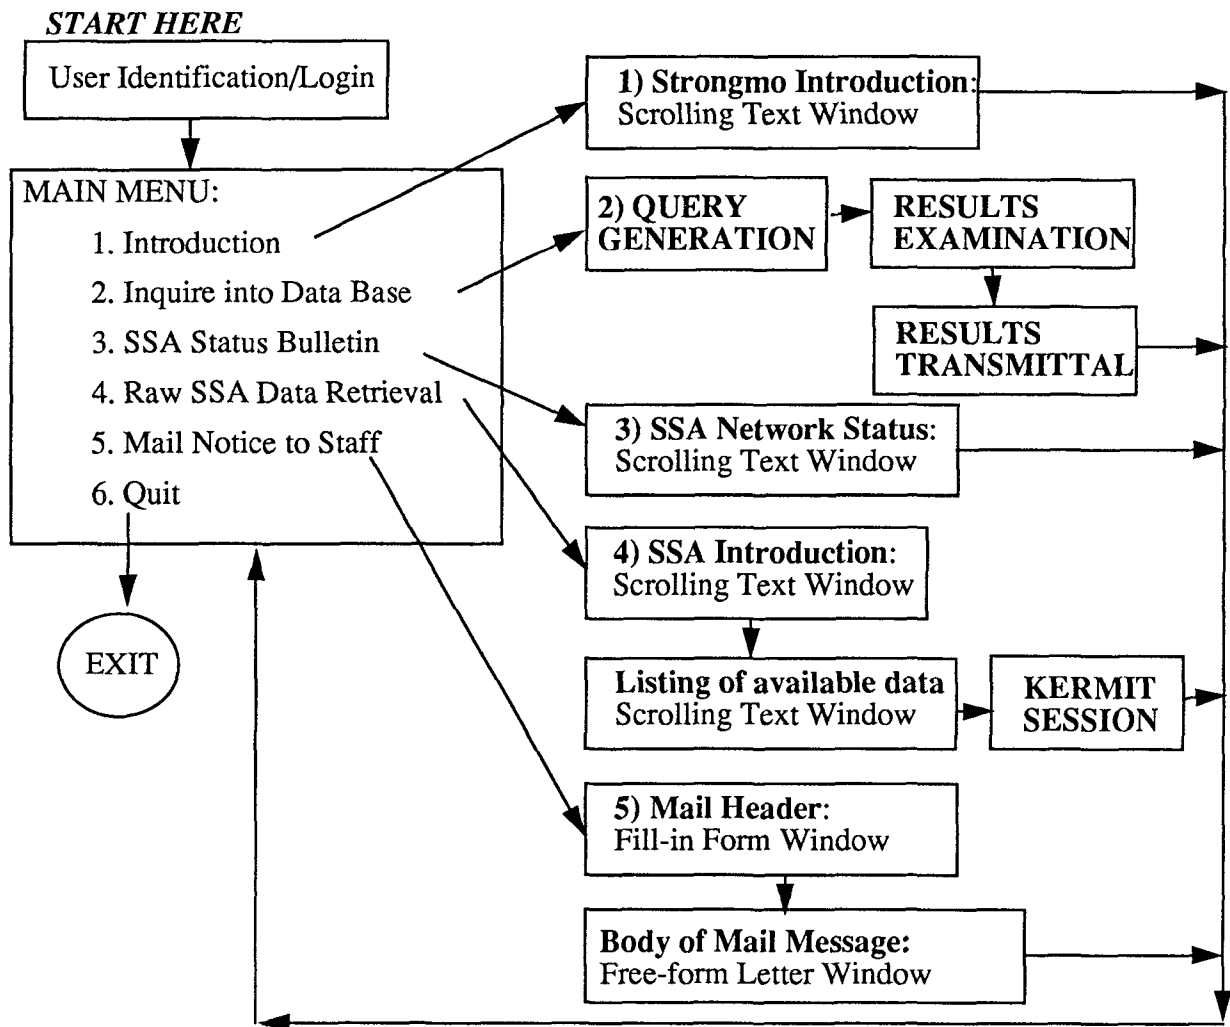 START HERE
User Identification/Login
MAIN MENU:
1. Introduction
2. Inquire into Data Base
3. SSA Status Bulletin
4. Raw SSA Data Retrieval
5. Mail Notice to Staff
6. Quit
EXIT
1) Strongmo Introduction:
Scrolling Text Window
2) QUERY
GENERATION
RESULTS
EXAMINATION
RESULTS
TRANSMITTAL
3) SSA Network Status:
Scrolling Text Window
4) SSA Introduction:
Scrolling Text Window
Listing of available data
Scrolling Text Window
KERMIT
SESSION
5) Mail Header:
Fill-in Form Window
Body of Mail Message:
Free-form Letter Window